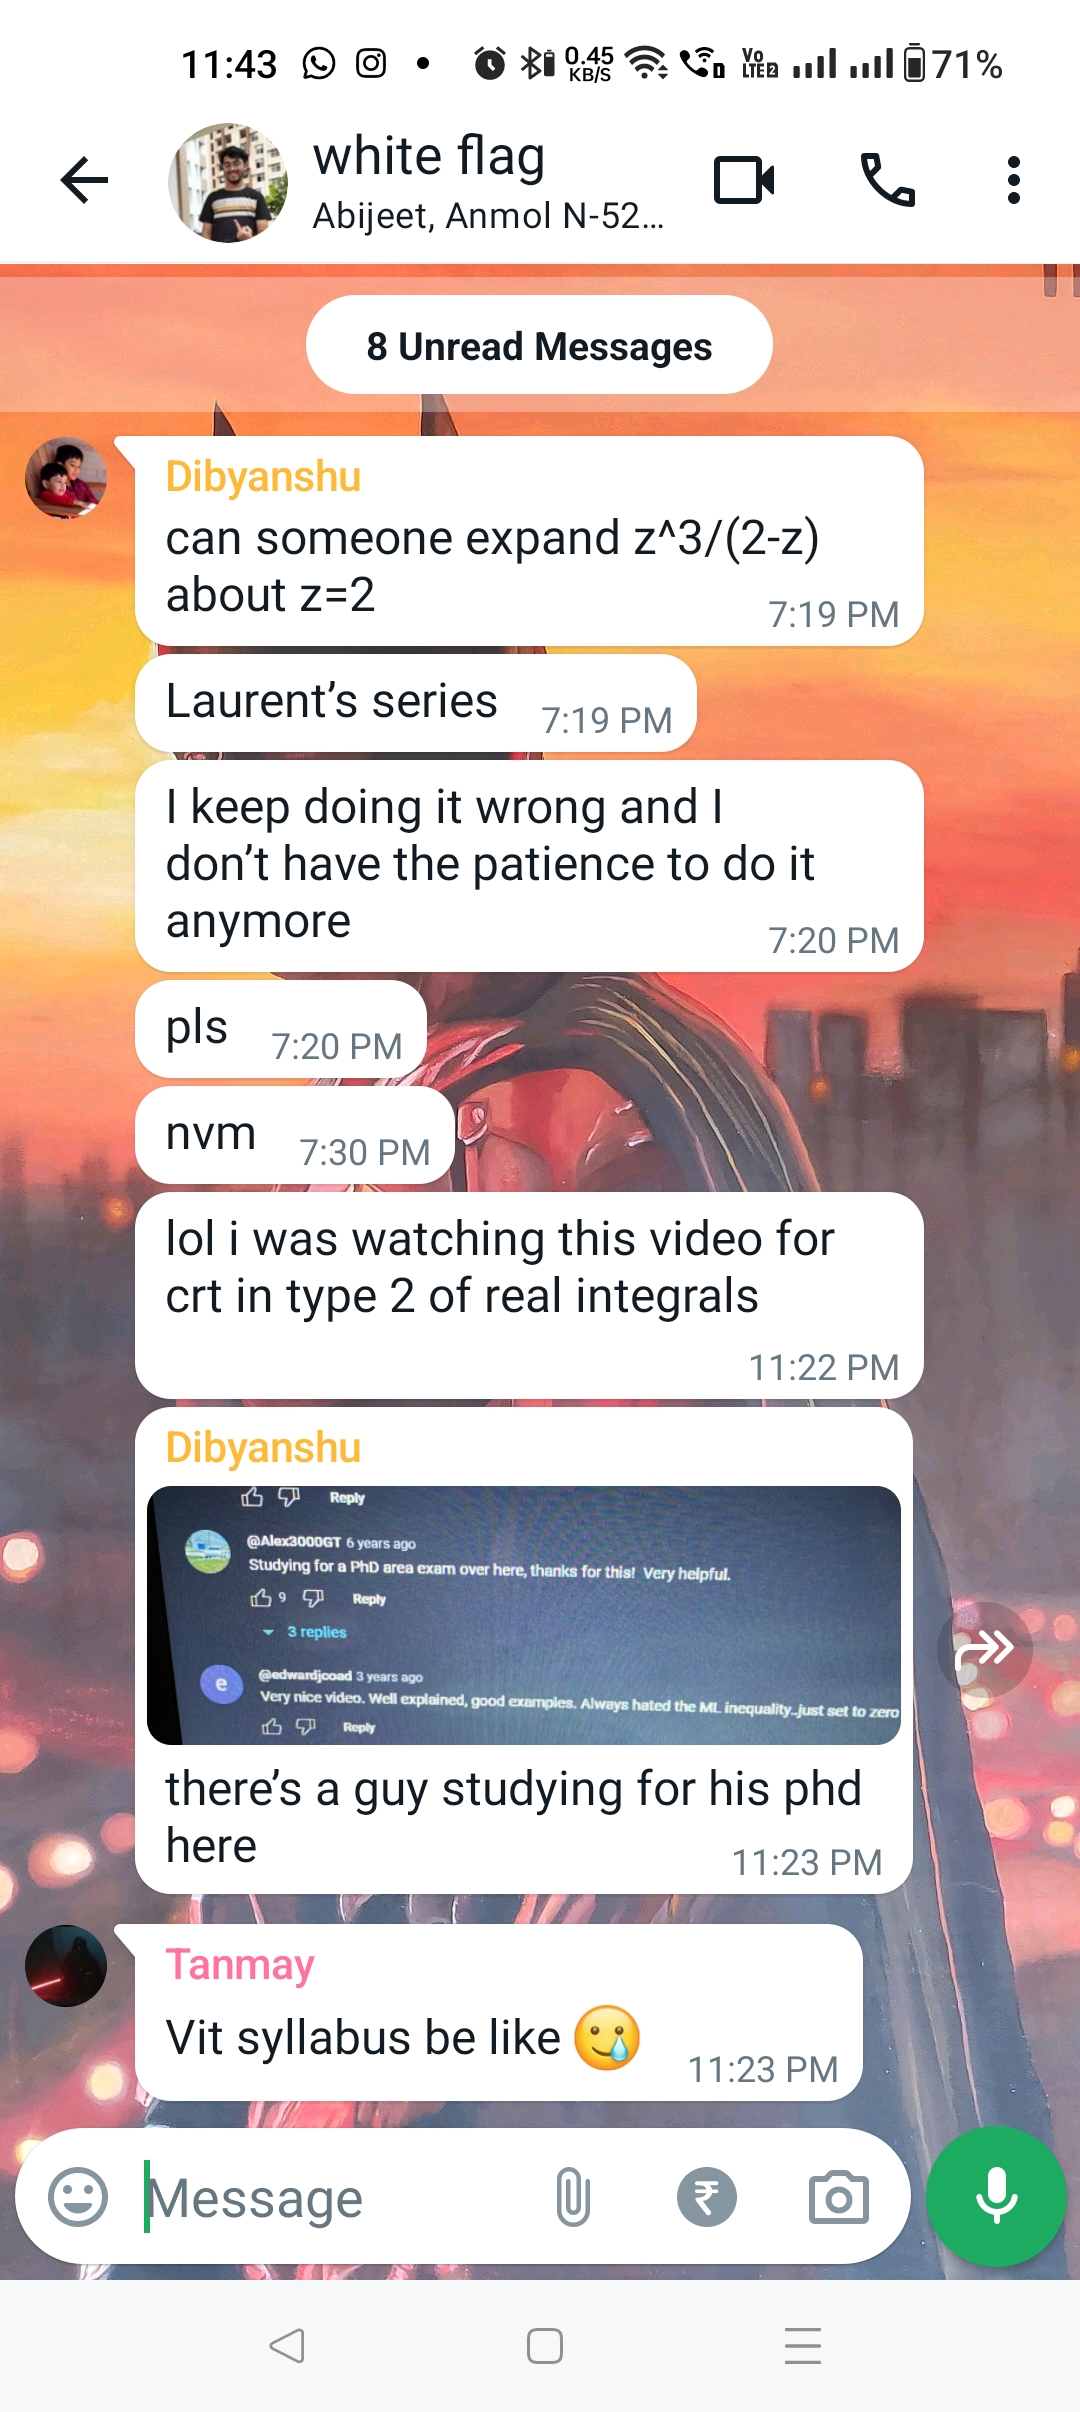 11:43
0.45
KB/S
Vo
LTE 2
71%
white flag
Abijeet, Anmol N-52...
8 Unread Messages
Dibyanshu
can someone expand z^3/(2-z)
about z=2
7:19 PM
Laurent’s series
7:19 PM
I keep doing it wrong and I
don’t have the patience to do it
anymore
7:20 PM
pls
7:20 PM
nvm
7:30 PM
lol i was watching this video for
crt in type 2 of real integrals
11:22 PM
Dibyanshu
Reply
@Alex3000GT 6 years ago
Studying for a PhD area exam over here, thanks for this! Very helpful.
9
Reply
3 replies
e
@edwardjcoad 3 years ago
Very nice video. Well explained, good examples. Always hated the ML inequality..just set to zero
Reply
there’s a guy studying for his phd
here
11:23 PM
Tanmay
Vit syllabus be like 🥲
11:23 PM
Message
₹